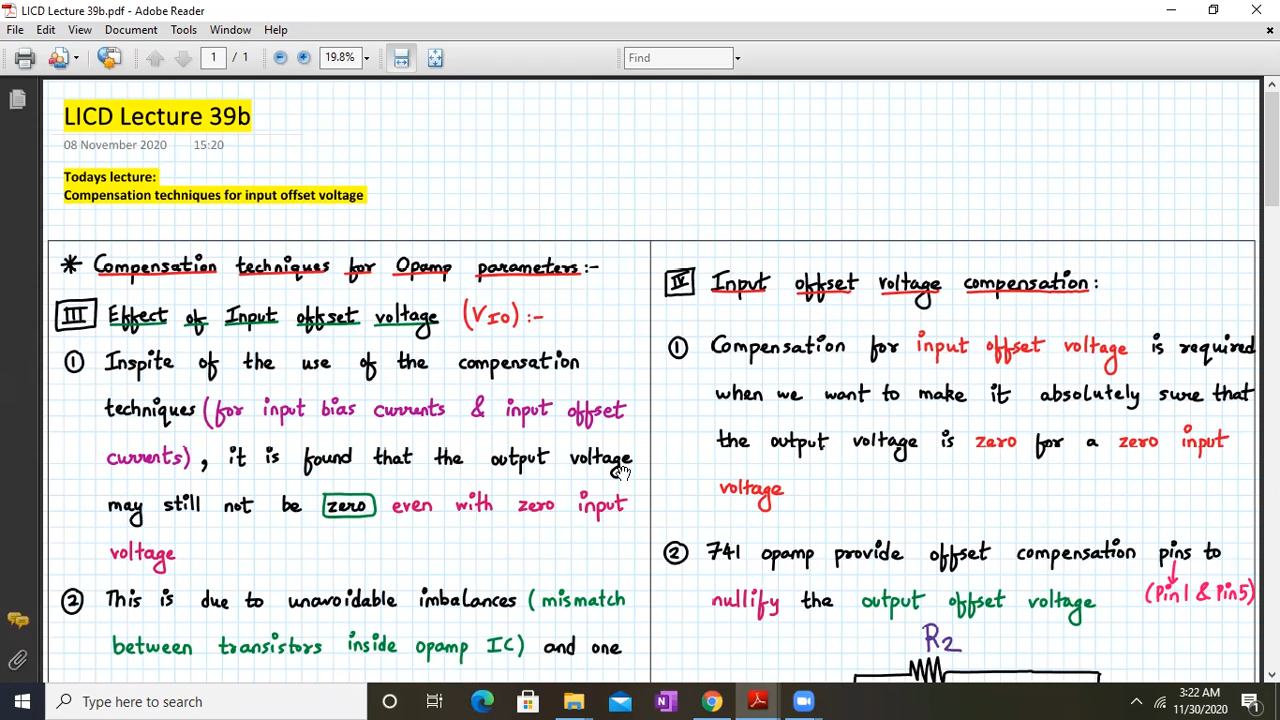 LICD Lecture 39b.pdf - Adobe Reader
File Edit View Document Tools Window Help
1 / 1 19.8% Find
LICD Lecture 39b
08 November 2020 15:20
Todays lecture:
Compensation techniques for input offset voltage
* Compensation techniques for Opamp parameters:-
III Effect of Input offset voltage (VIO) :-
① Inspite of the use of the compensation
techniques (for input bias currents & input offset
currents), it is found that the output voltage
may still not be zero even with zero input
voltage
② This is due to unavoidable imbalances (mismatch
between transistors inside opamp IC) and one
IV Input offset voltage compensation:
① Compensation for input offset voltage is required
when we want to make it absolutely sure that
the output voltage is zero for a zero input
voltage
② 741 opamp provide offset compensation pins to
(Pin1 & Pin5)
nullify the output offset voltage
R2
Type here to search
3:22 AM
11/30/2020